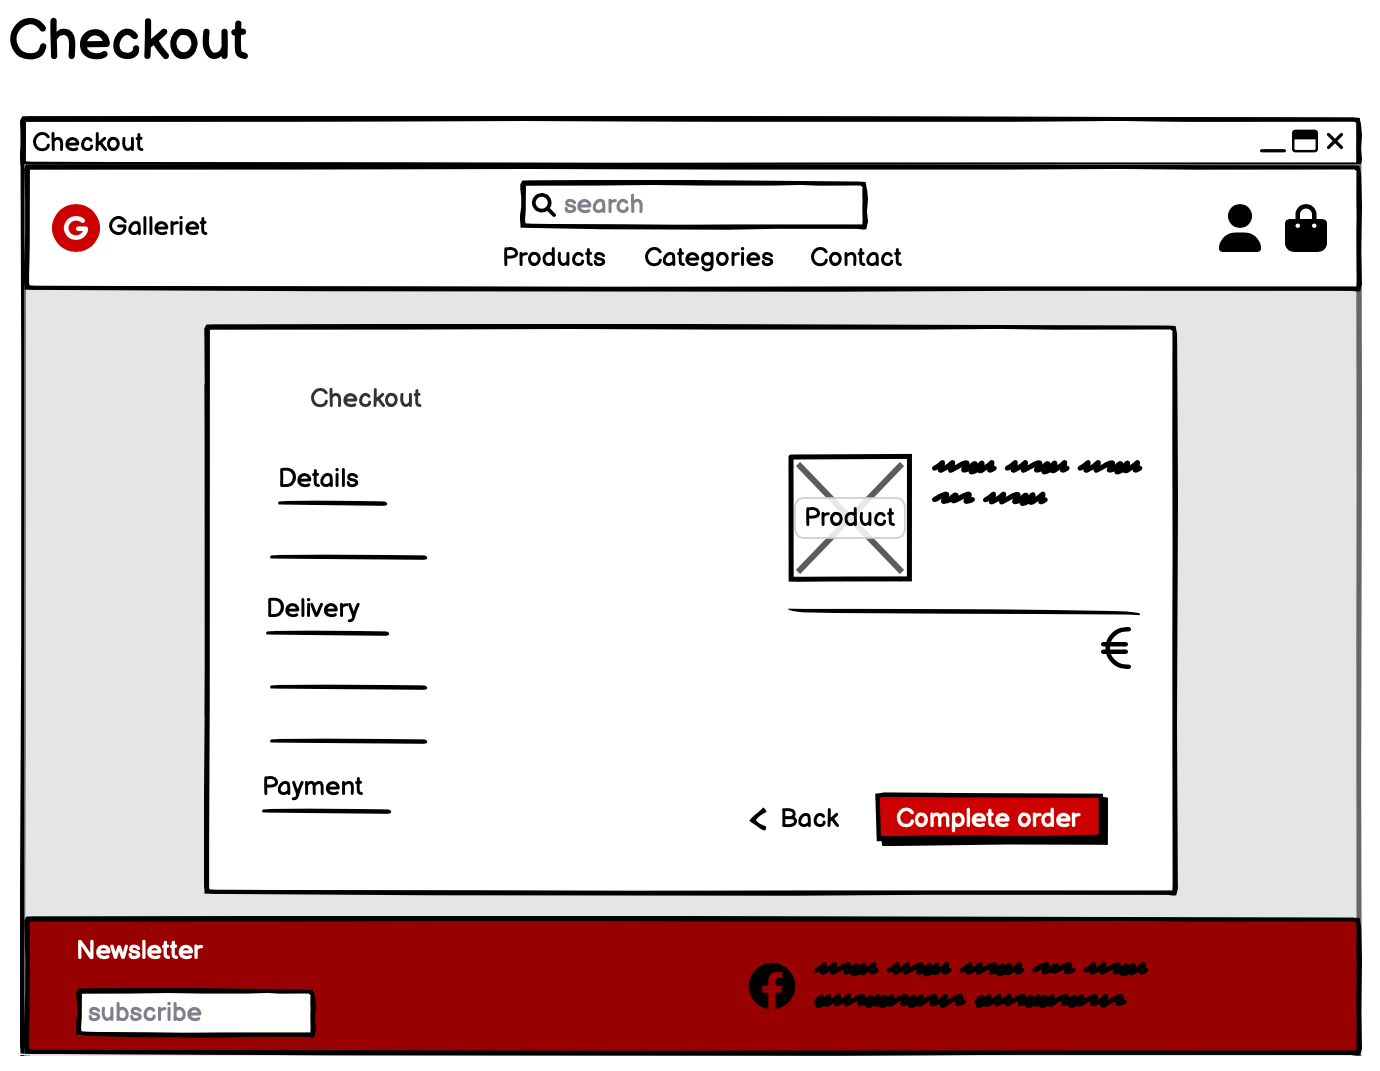 Checkout
Checkout
G Galleriet
search
Products Categories Contact
Checkout
Details
Product
Delivery
€
Payment
Back Complete order
Newsletter
subscribe